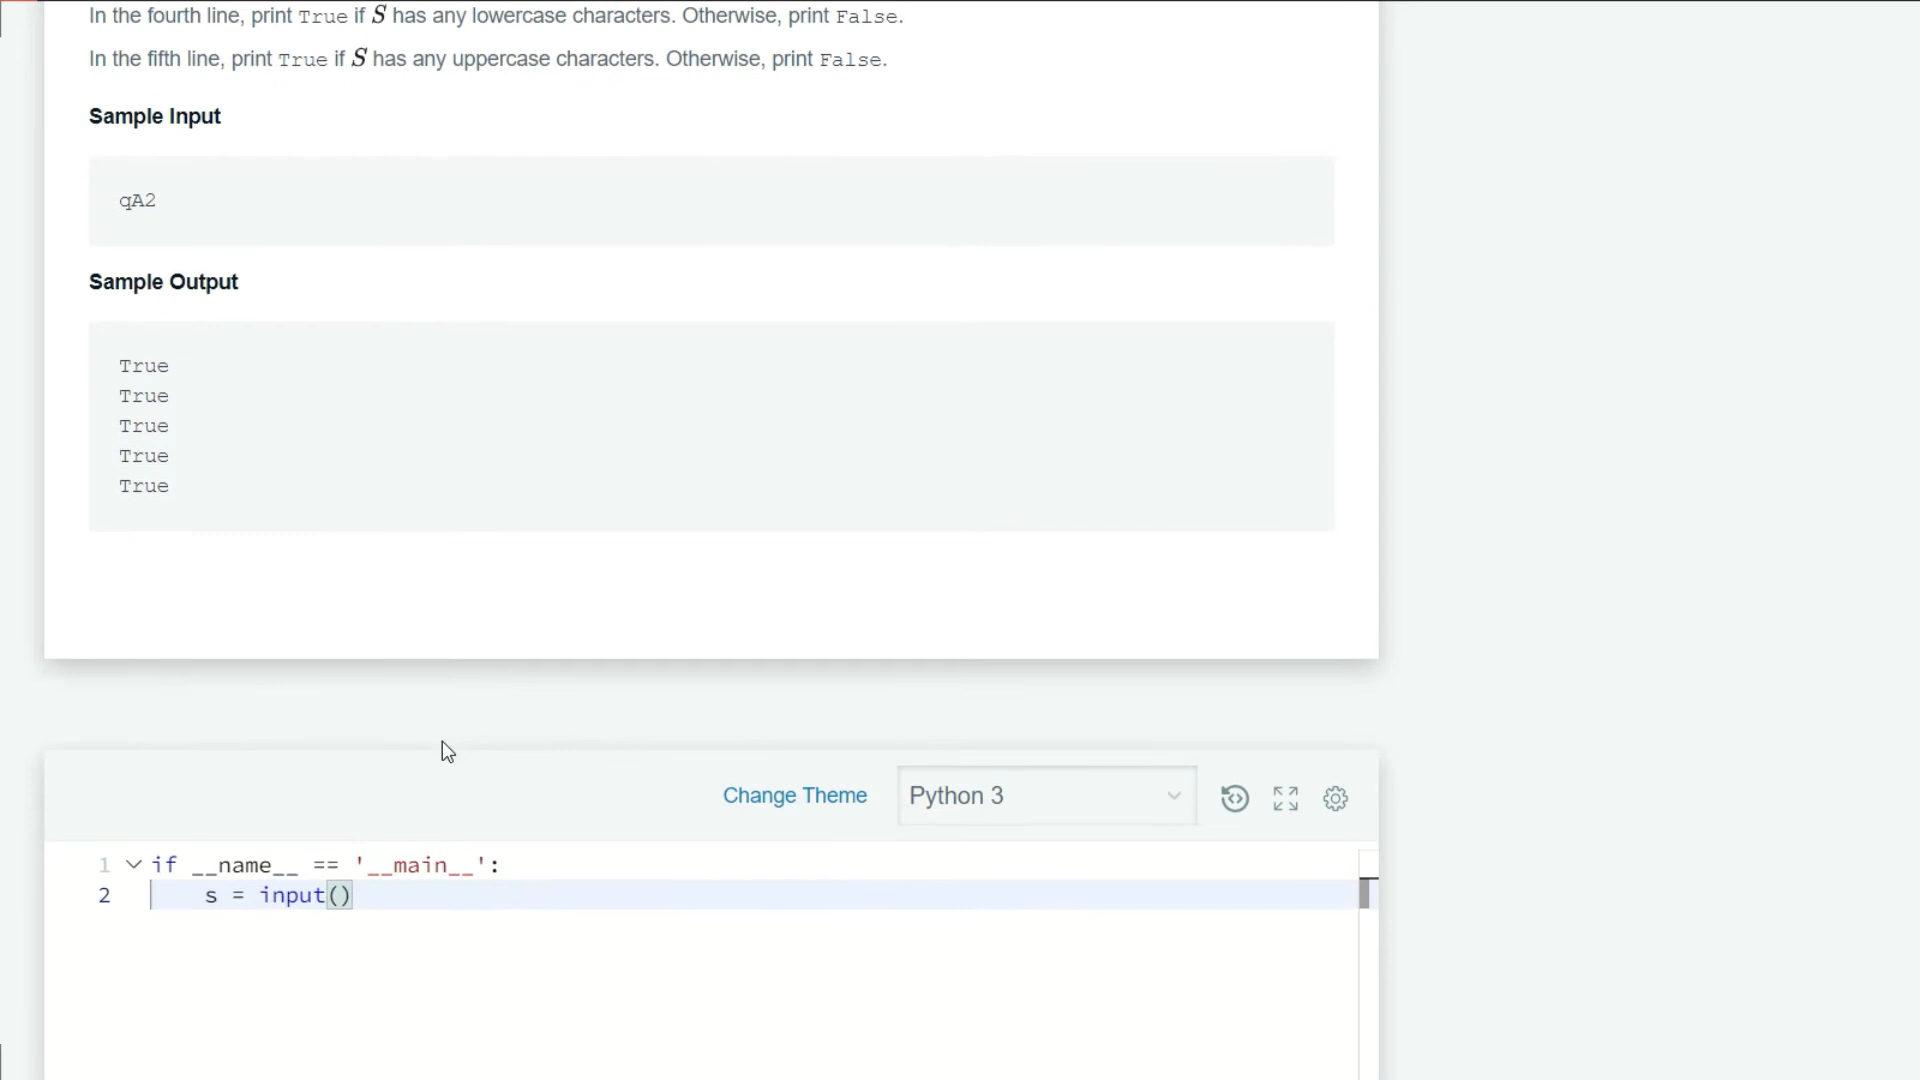 In the fourth line, print True if S has any lowercase characters. Otherwise, print False.
In the fifth line, print True if S has any uppercase characters. Otherwise, print False.
Sample Input
qA2
Sample Output
True
True
True
True
True
Change Theme
Python 3
1 if __name__ == '__main__':
2 s = input()